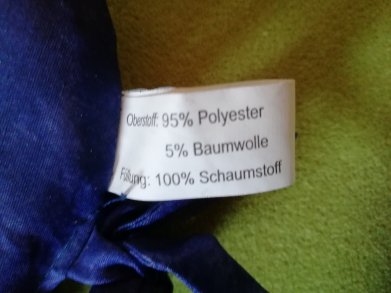 Oberstoff: 95% Polyester
5% Baumwolle
Füllung: 100% Schaumstoff